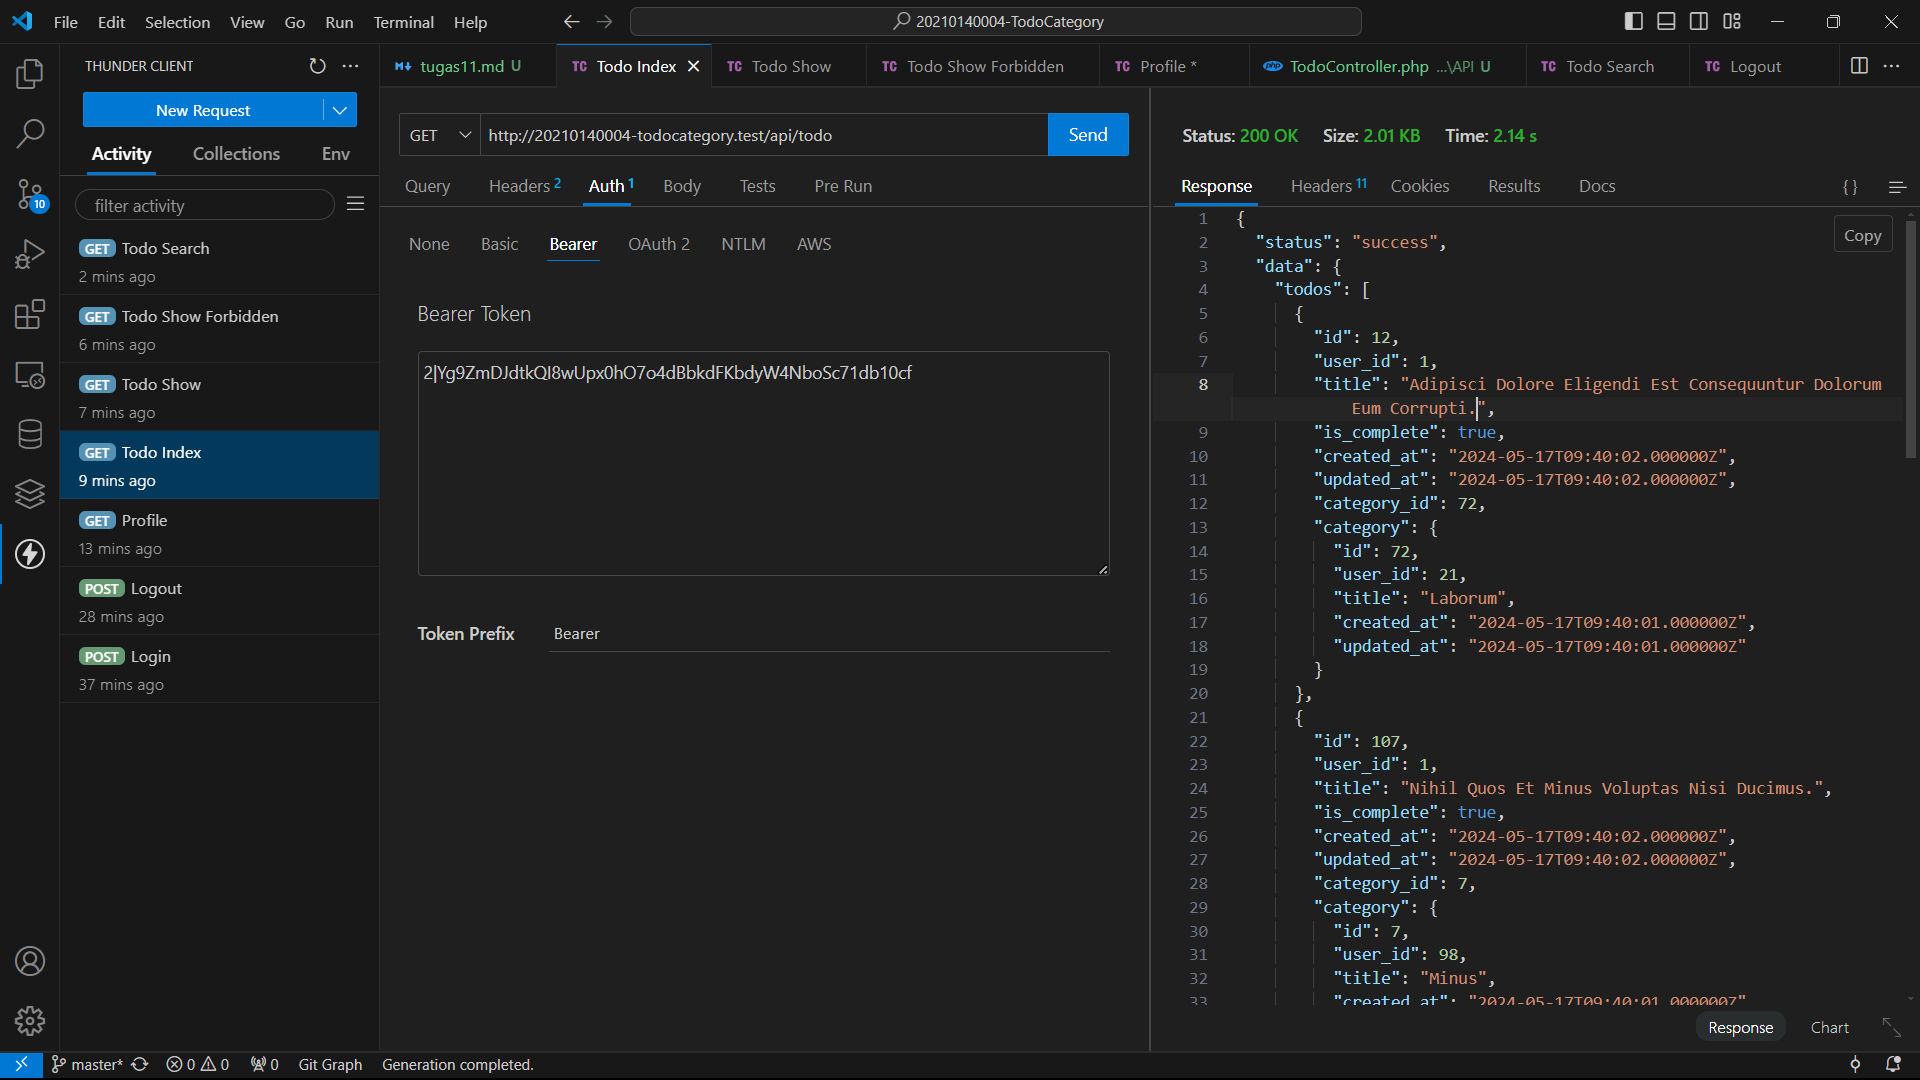 File Edit Selection View Go Run Terminal Help
20210140004-TodoCategory
THUNDER CLIENT
New Request
Activity Collections Env
filter activity
GET Todo Search
2 mins ago
GET Todo Show Forbidden
6 mins ago
GET Todo Show
7 mins ago
GET Todo Index
9 mins ago
GET Profile
13 mins ago
POST Logout
28 mins ago
POST Login
37 mins ago
10
tugas11.md U
TC Todo Index
TC Todo Show
TC Todo Show Forbidden
TC Profile *
php TodoController.php ...\API U
TC Todo Search
TC Logout
GET http://20210140004-todocategory.test/api/todo Send
Query Headers 2 Auth 1 Body Tests Pre Run
None Basic Bearer OAuth 2 NTLM AWS
Bearer Token
2|Yg9ZmDJdtkQI8wUpx0hO7o4dBbkdFKbdyW4NboSc71db10cf
Token Prefix Bearer
Status: 200 OK Size: 2.01 KB Time: 2.14 s
Response Headers 11 Cookies Results Docs {}
Copy
1 {
2 "status": "success",
3 "data": {
4 "todos": [
5 {
6 "id": 12,
7 "user_id": 1,
8 "title": "Adipisci Dolore Eligendi Est Consequuntur Dolorum
Eum Corrupti.",
9 "is_complete": true,
10 "created_at": "2024-05-17T09:40:02.000000Z",
11 "updated_at": "2024-05-17T09:40:02.000000Z",
12 "category_id": 72,
13 "category": {
14 "id": 72,
15 "user_id": 21,
16 "title": "Laborum",
17 "created_at": "2024-05-17T09:40:01.000000Z",
18 "updated_at": "2024-05-17T09:40:01.000000Z"
19 }
20 },
21 {
22 "id": 107,
23 "user_id": 1,
24 "title": "Nihil Quos Et Minus Voluptas Nisi Ducimus.",
25 "is_complete": true,
26 "created_at": "2024-05-17T09:40:02.000000Z",
27 "updated_at": "2024-05-17T09:40:02.000000Z",
28 "category_id": 7,
29 "category": {
30 "id": 7,
31 "user_id": 98,
32 "title": "Minus",
33 "created_at": "2024-05-17T09:40:01.000000Z"
Response Chart
master* 0 0 0 Git Graph Generation completed.